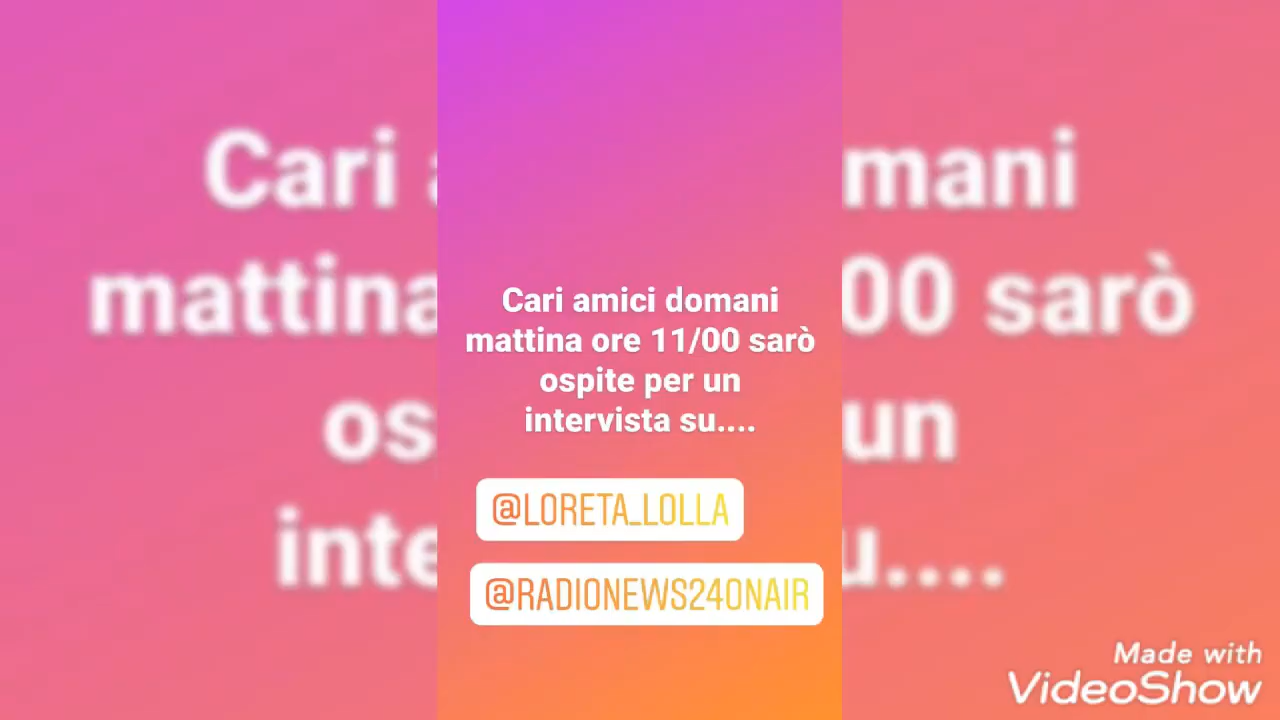 Cari amici domani
mattina ore 11/00 sarò
ospite per un
intervista su....
@LORETA_LOLLA
@RADIONEWS24ONAIR
Made with
VideoShow